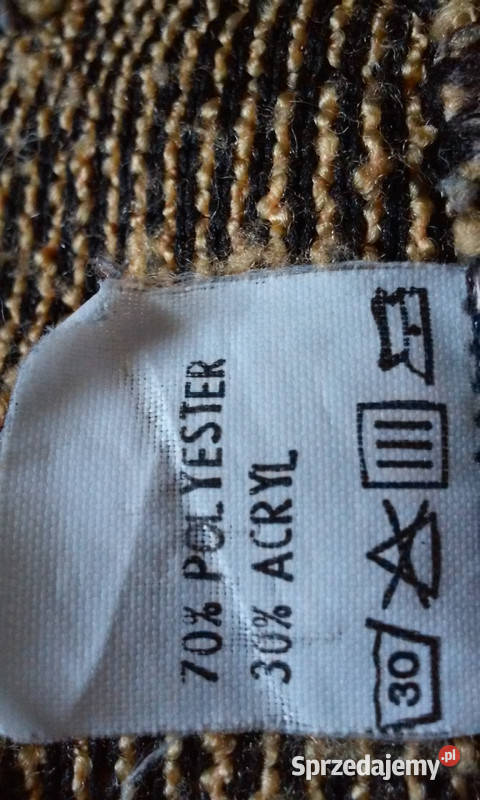 70% POLYESTER
30% ACRYL
30
Sprzedajemy.pl